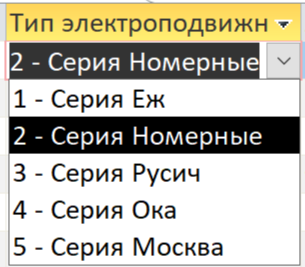 Тип электроподвижн
2 - Серия Номерные
1 - Серия Еж
2 - Серия Номерные
3 - Серия Русич
4 - Серия Ока
5 - Серия Москва